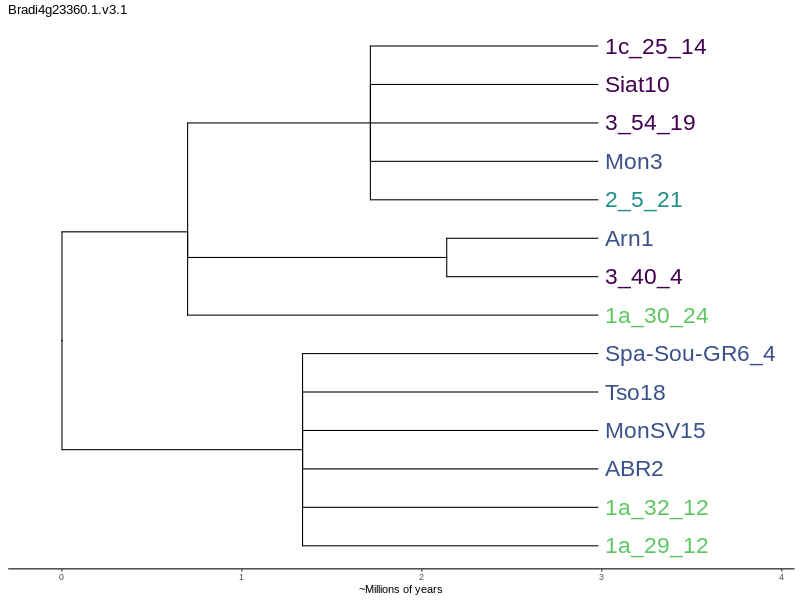 Bradi4g23360.1.v3.1
1c_25_14
Siat10
3_54_19
Mon3
2_5_21
Arn1
3_40_4
1a_30_24
Spa-Sou-GR6_4
Tso18
MonSV15
ABR2
1a_32_12
1a_29_12
0 1 2 3 4
~Millions of years